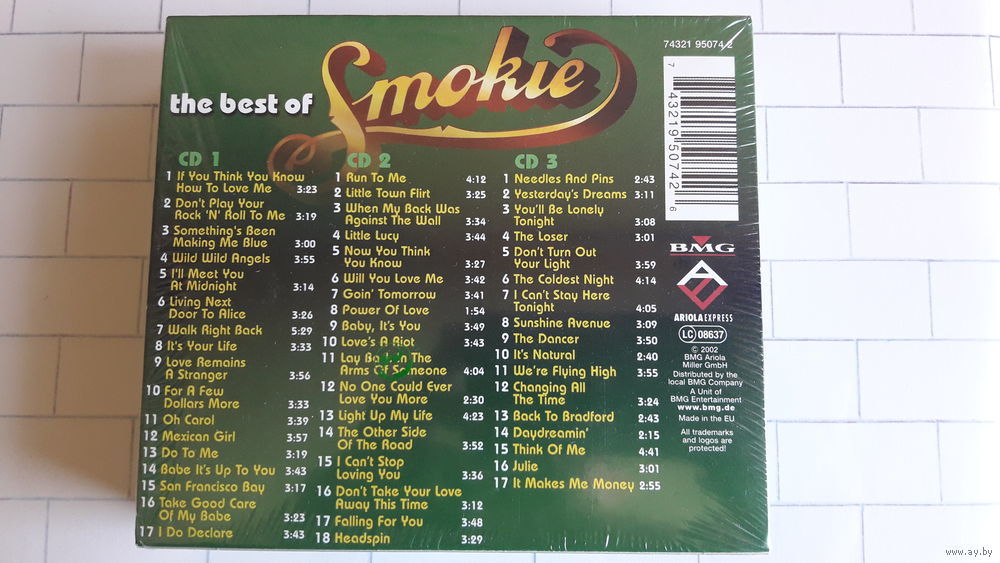 the best of Smokie
74321 95074 2
7 43219 50742 6
CD 1
1 If You Think You Know
How To Love Me 3:23
2 Don't Play Your
Rock 'N' Roll To Me 3:19
3 Something's Been
Making Me Blue 3:00
4 Wild Wild Angels 3:55
5 I'll Meet You
At Midnight 3:14
6 Living Next
Door To Alice 3:26
7 Walk Right Back 5:29
8 It's Your Life 3:33
9 Love Remains
A Stranger 3:56
10 For A Few
Dollars More 3:33
11 Oh Carol 3:39
12 Mexican Girl 3:57
13 Do To Me 3:19
14 Babe It's Up To You 3:43
15 San Francisco Bay 3:17
16 Take Good Care
Of My Babe 3:23
17 I Do Declare 3:43
CD 2
1 Run To Me 4:12
2 Little Town Flirt 3:25
3 When My Back Was
Against The Wall 3:34
4 Little Lucy 3:44
5 Now You Think
You Know 3:27
6 Will You Love Me 3:42
7 Goin' Tomorrow 3:41
8 Power Of Love 1:54
9 Baby, It's You 3:49
10 Love's A Riot 3:43
11 Lay Back In The
Arms Of Someone 4:04
12 No One Could Ever
Love You More 2:30
13 Light Up My Life 4:23
14 The Other Side
Of The Road 3:52
15 I Can't Stop
Loving You 3:36
16 Don't Take Your Love
Away This Time 3:12
17 Falling For You 3:48
18 Headspin 3:29
CD 3
1 Needles And Pins 2:43
2 Yesterday's Dreams 3:11
3 You'll Be Lonely
Tonight 3:08
4 The Loser 3:01
5 Don't Turn Out
Your Light 3:59
6 The Coldest Night 4:14
7 I Can't Stay Here
Tonight 4:05
8 Sunshine Avenue 3:09
9 The Dancer 3:50
10 It's Natural 2:40
11 We're Flying High 3:55
12 Changing All
The Time 3:24
13 Back To Bradford 2:43
14 Daydreamin' 2:15
15 Think Of Me 4:41
16 Julie 3:01
17 It Makes Me Money 2:55
BMG
ARIOLA EXPRESS
LC 08637
© 2002
BMG Ariola
Miller GmbH
Distributed by the
local BMG Company
A Unit of
BMG Entertainment
www.bmg.de
Made in the EU
All trademarks
and logos are
protected!
www.ay.by